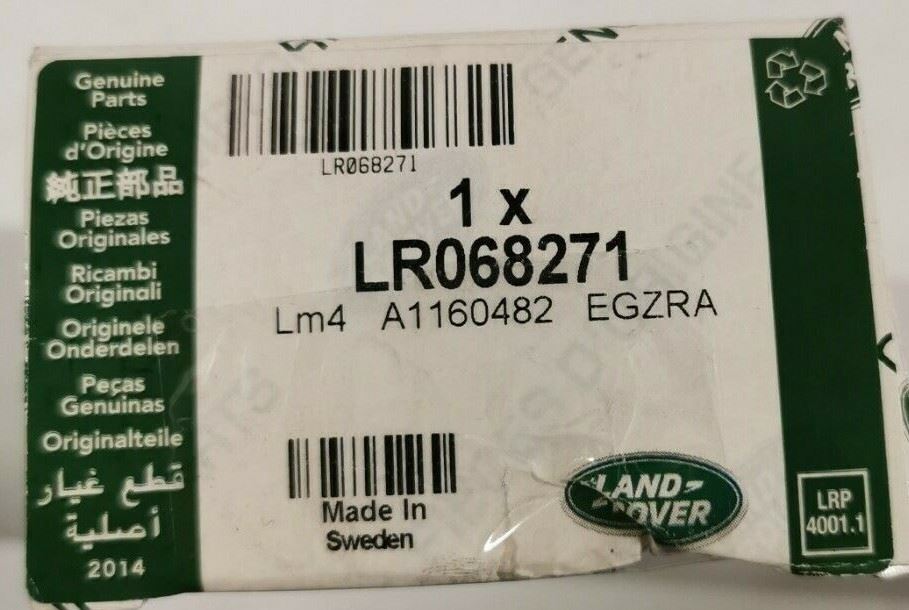 Genuine
Parts
Pièces
d'Origine
純正部品
Piezas
Originales
Ricambi
Originali
Originele
Onderdelen
Peças
Genuinas
Originalteile
قطع غيار
أصلية
2014
LR068271
1 x
LR068271
Lm4 A1160482 EGZRA
Made In
Sweden
LAND-
ROVER
LRP
4001.1